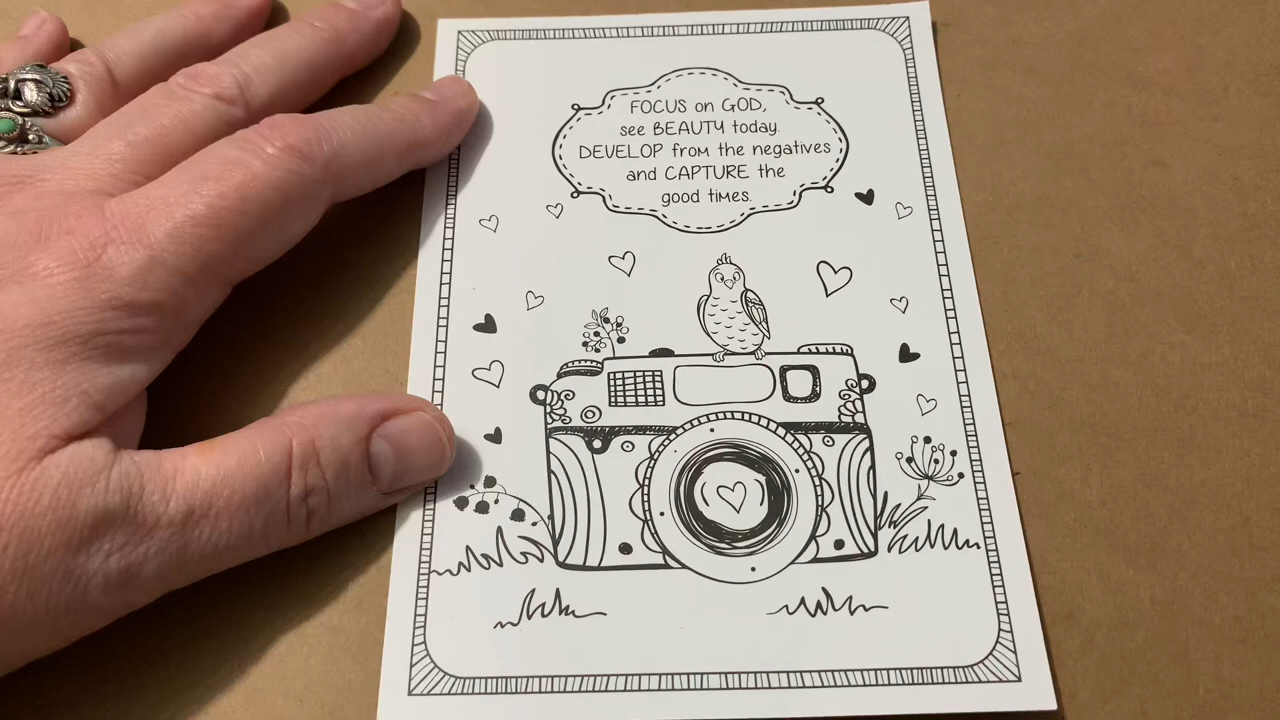 FOCUS on GOD,
see BEAUTY today.
DEVELOP from the negatives
and CAPTURE the
good times.